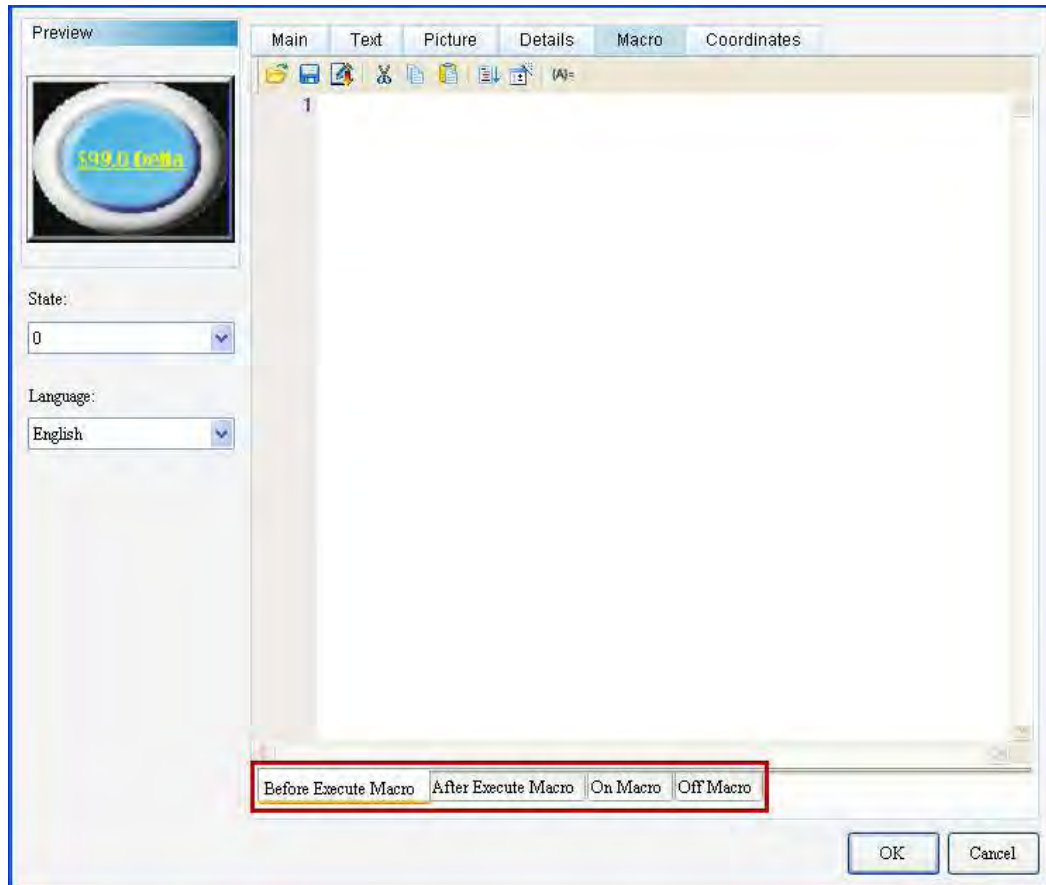 Preview
Main Text Picture Details Macro Coordinates
(A)=
1
Delta
State:
0
Language:
English
Before Execute Macro After Execute Macro On Macro Off Macro
OK Cancel